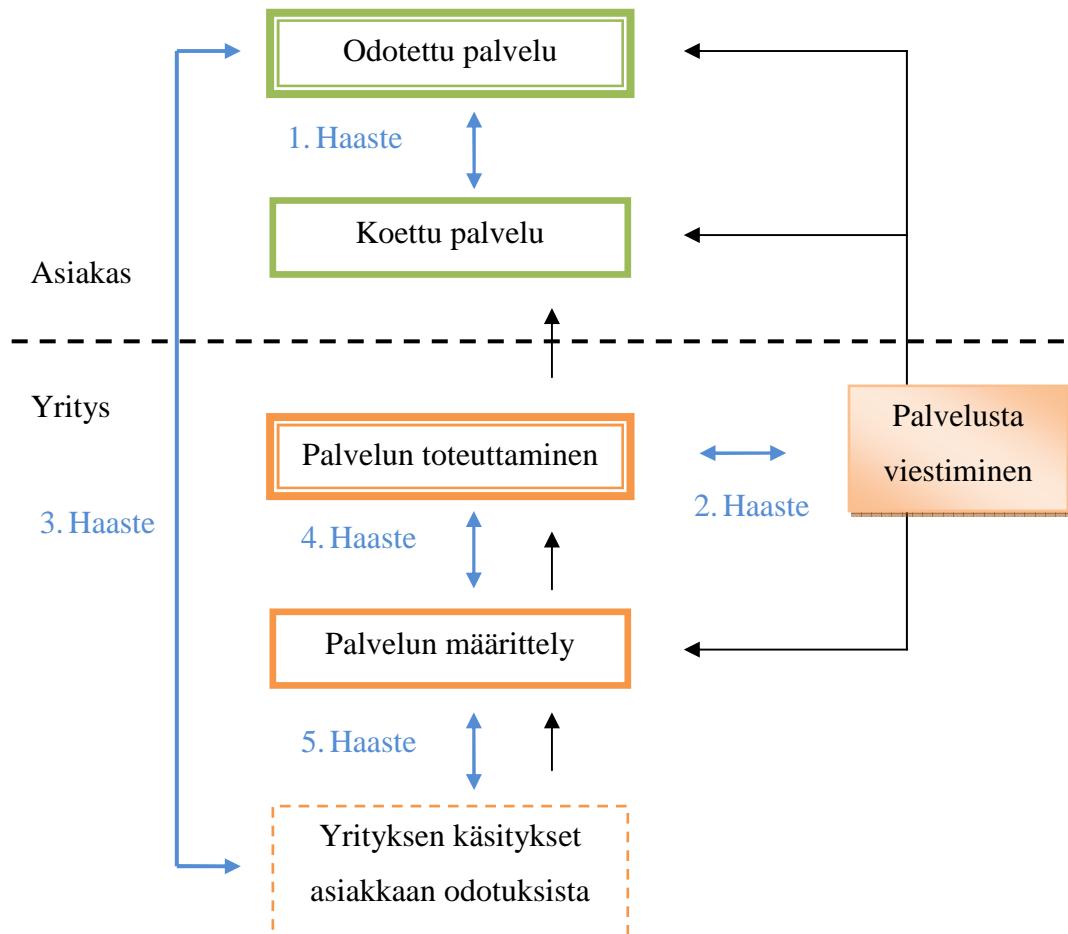 Odotettu palvelu
1. Haaste
Koettu palvelu
Asiakas
Yritys
Palvelun toteuttaminen
Palvelusta
viestiminen
2. Haaste
3. Haaste
4. Haaste
Palvelun määrittely
5. Haaste
Yrityksen käsitykset
asiakkaan odotuksista